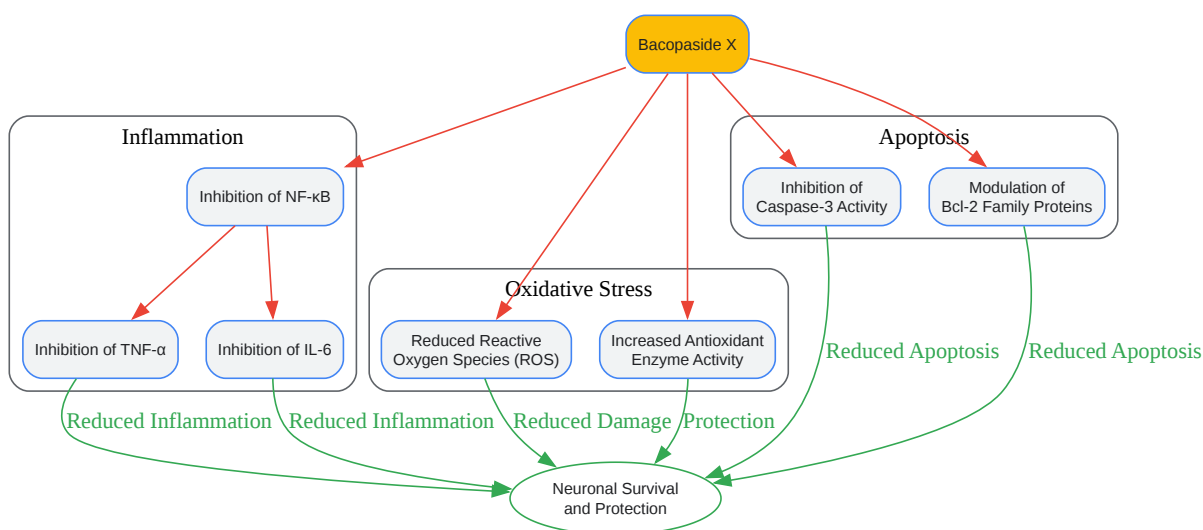 Bacopaside X
Inflammation
Apoptosis
Inhibition of NF-κB
Inhibition of
Caspase-3 Activity
Modulation of
Bcl-2 Family Proteins
Oxidative Stress
Inhibition of TNF-α
Inhibition of IL-6
Reduced Reactive
Oxygen Species (ROS)
Increased Antioxidant
Enzyme Activity
Reduced Apoptosis
Reduced Apoptosis
Reduced Inflammation
Reduced Inflammation
Reduced Damage
Protection
Neuronal Survival
and Protection